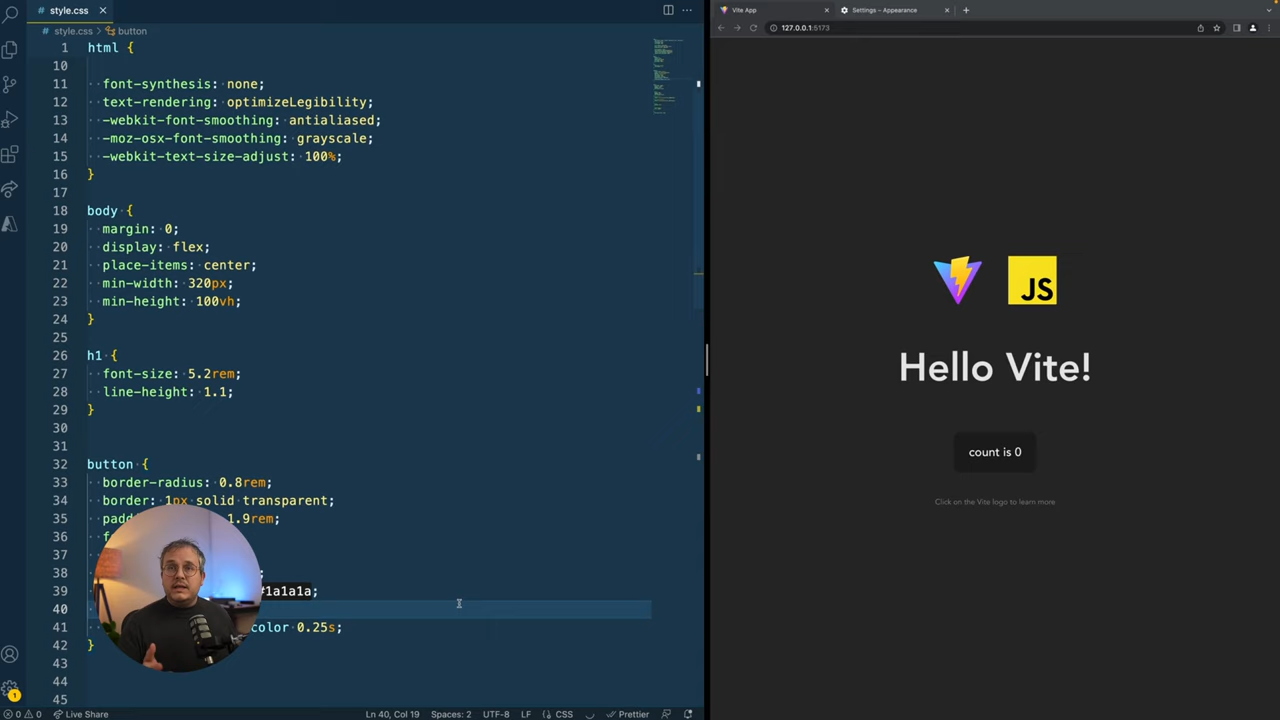 style.css
style.css > button
1 html {
10
11 font-synthesis: none;
12 text-rendering: optimizeLegibility;
13 -webkit-font-smoothing: antialiased;
14 -moz-osx-font-smoothing: grayscale;
15 -webkit-text-size-adjust: 100%;
16 }
17
18 body {
19 margin: 0;
20 display: flex;
21 place-items: center;
22 min-width: 320px;
23 min-height: 100vh;
24 }
25
26 h1 {
27 font-size: 5.2rem;
28 line-height: 1.1;
29 }
30
31
32 button {
33 border-radius: 0.8rem;
34 border: 1px solid transparent;
35 1.9rem;
36
37
38 ;
39 #1a1a1a;
40
41 color 0.25s;
42 }
43
44
45
1
0 0 Live Share Ln 40, Col 19 Spaces: 2 UTF-8 LF {} CSS Prettier
Vite App
Settings – Appearance
127.0.0.1:5173
JS
Hello Vite!
count is 0
Click on the Vite logo to learn more